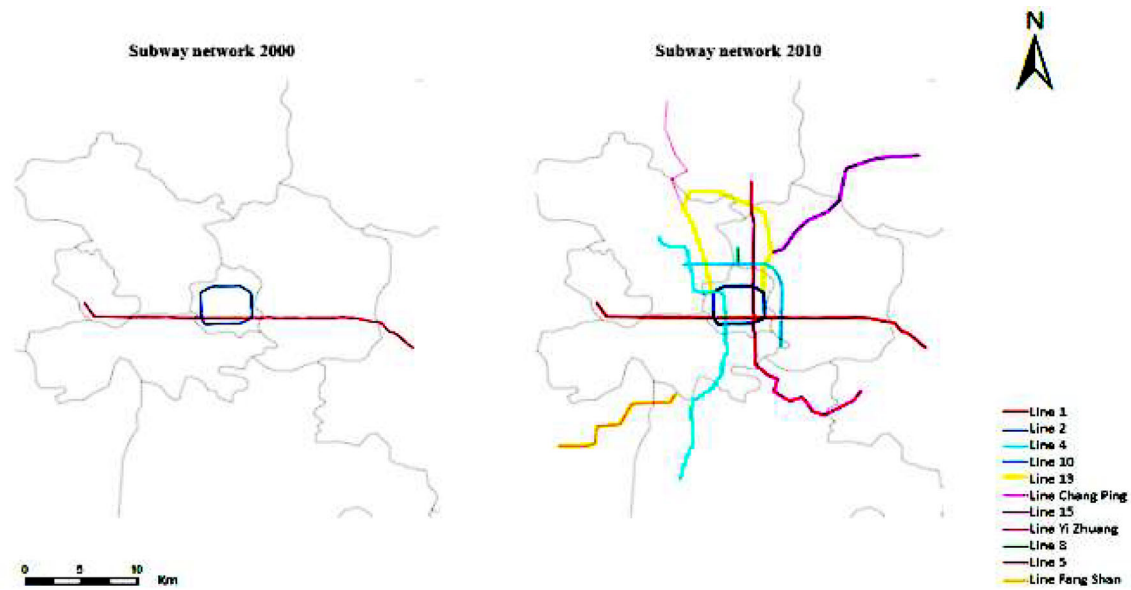 Subway network 2000
Subway network 2010
N
Line 1
Line 2
Line 4
Line 10
Line 13
Line Chang Ping
Line 15
Line Yi Zhuang
Line 8
Line 5
Line Fang Shan
0 5 10
Km